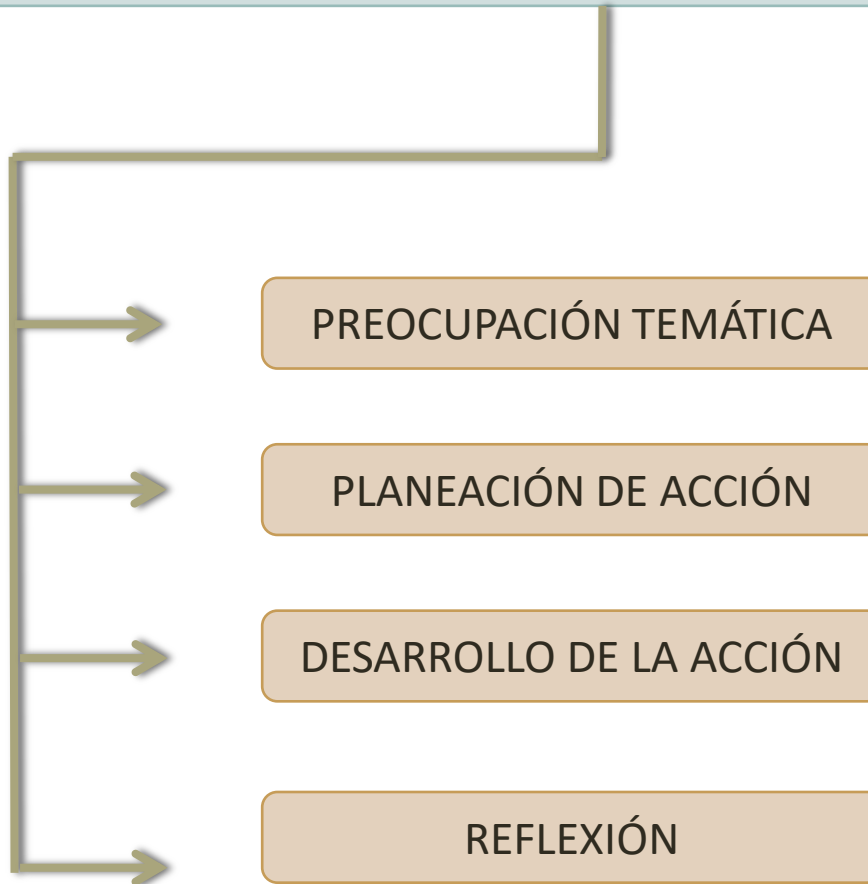 PREOCUPACIÓN TEMÁTICA
PLANEACIÓN DE ACCIÓN
DESARROLLO DE LA ACCIÓN
REFLEXIÓN